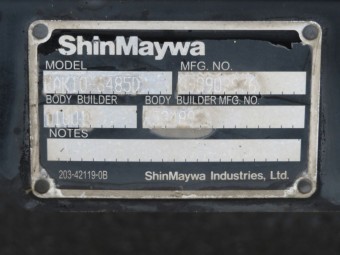 ShinMaywa
MODEL MFG. NO.
BODY BUILDER BODY BUILDER MFG. NO.
NOTES
203-42119-0B ShinMaywa Industries, Ltd.